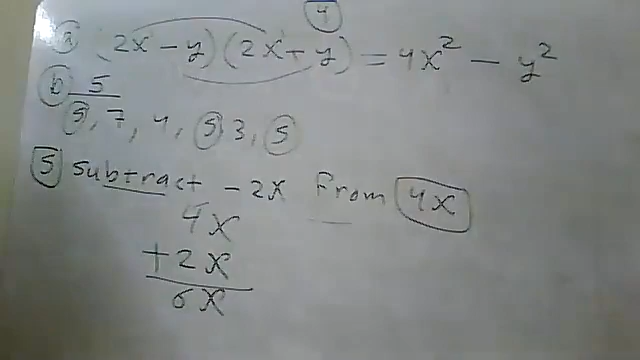 4
a (2x - y)(2x + y) = 4x² - y²
b 5
5, 7, 4, 5, 3, 5
5 subtract - 2x From 4x
4x
+ 2x
6x